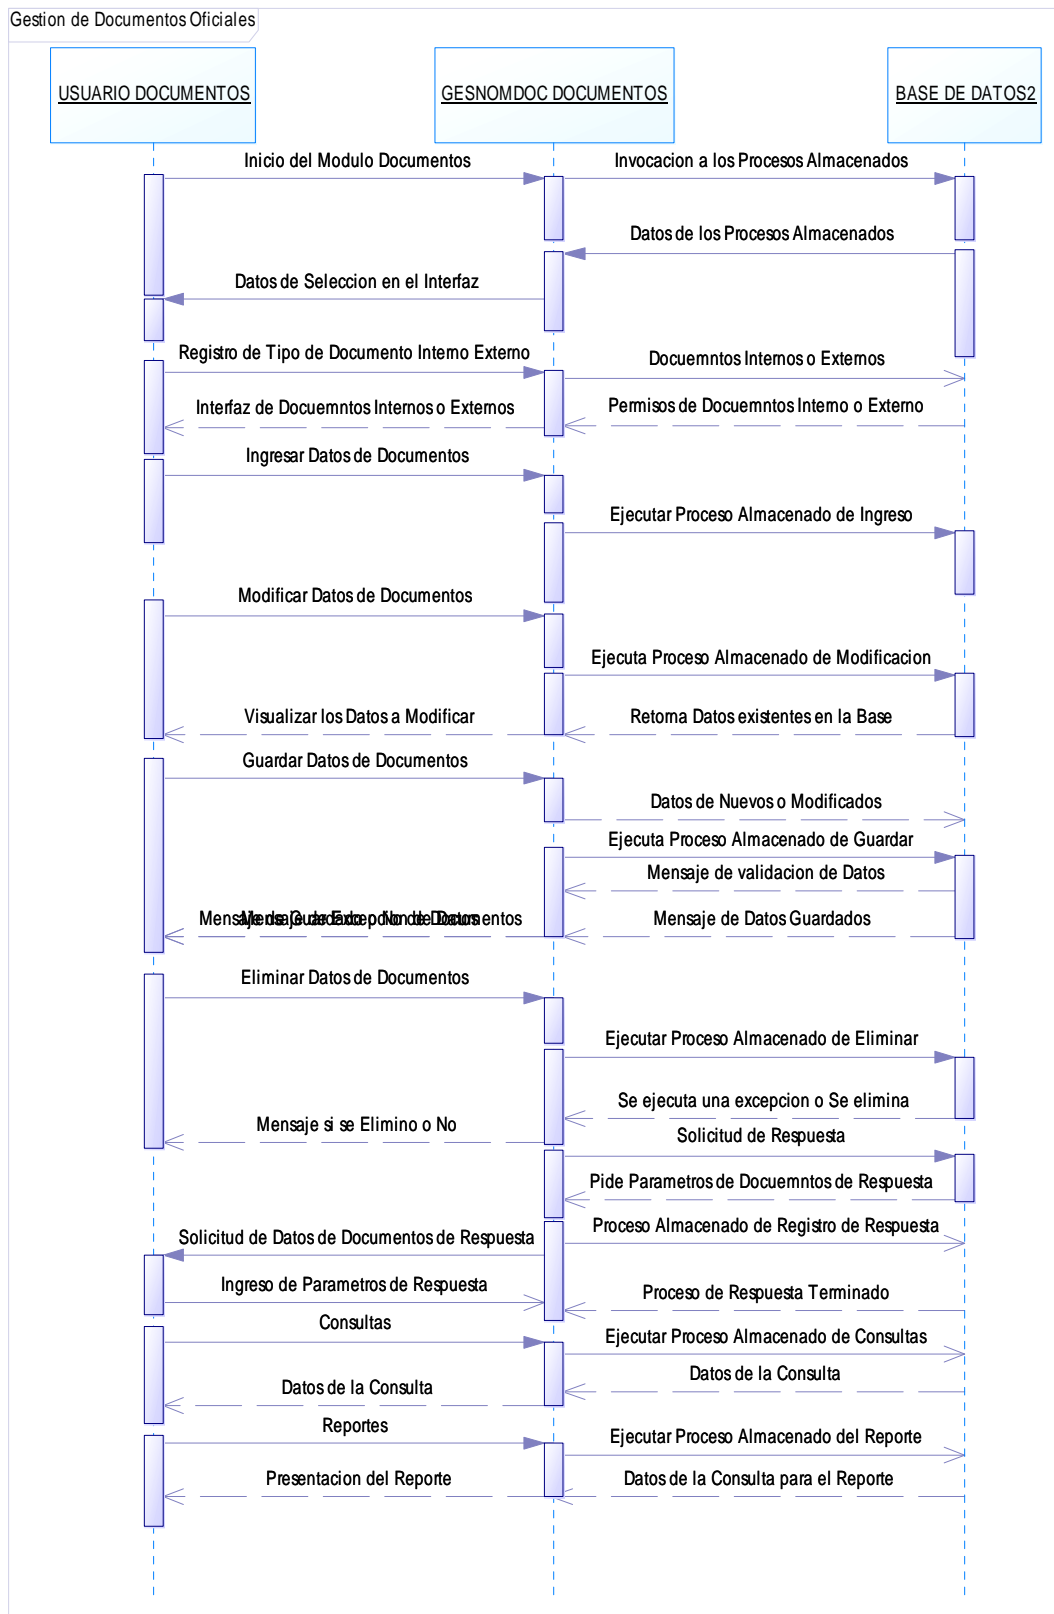 Gestion de Documentos Oficiales
USUARIO DOCUMENTOS
GESNOMDOC DOCUMENTOS
BASE DE DATOS2
Inicio del Modulo Documentos
Invocacion a los Procesos Almacenados
Datos de los Procesos Almacenados
Datos de Seleccion en el Interfaz
Registro de Tipo de Documento Interno Externo
Docuemntos Internos o Externos
Interfaz de Docuemntos Internos o Externos
Permisos de Docuemntos Interno o Externo
Ingresar Datos de Documentos
Ejecutar Proceso Almacenado de Ingreso
Modificar Datos de Documentos
Ejecuta Proceso Almacenado de Modificacion
Visualizar los Datos a Modificar
Retorna Datos existentes en la Base
Guardar Datos de Documentos
Datos de Nuevos o Modificados
Ejecuta Proceso Almacenado de Guardar
Mensaje de validacion de Datos
Mensaje de Datos Guardados
Eliminar Datos de Documentos
Ejecutar Proceso Almacenado de Eliminar
Se ejecuta una excepcion o Se elimina
Mensaje si se Elimino o No
Solicitud de Respuesta
Pide Parametros de Docuemntos de Respuesta
Proceso Almacenado de Registro de Respuesta
Solicitud de Datos de Documentos de Respuesta
Ingreso de Parametros de Respuesta
Proceso de Respuesta Terminado
Consultas
Ejecutar Proceso Almacenado de Consultas
Datos de la Consulta
Datos de la Consulta
Reportes
Ejecutar Proceso Almacenado del Reporte
Presentacion del Reporte
Datos de la Consulta para el Reporte